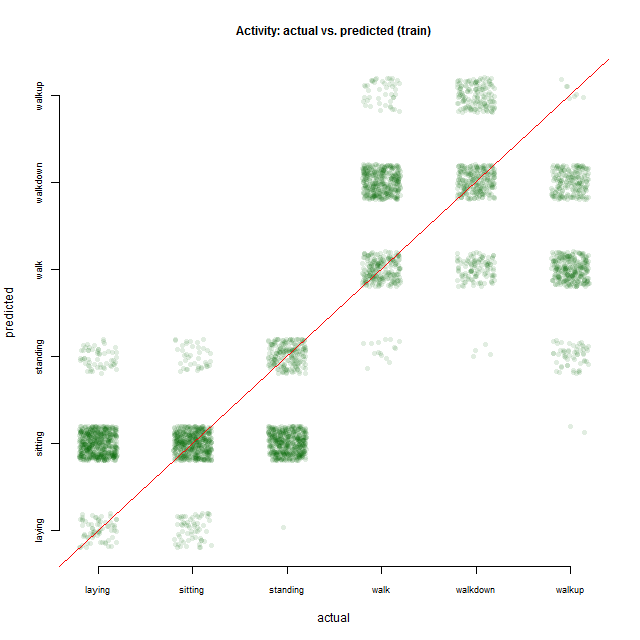 Activity: actual vs. predicted (train)
walkup
walkdown
walk
standing
sitting
laying
predicted
laying sitting standing walk walkdown walkup
actual